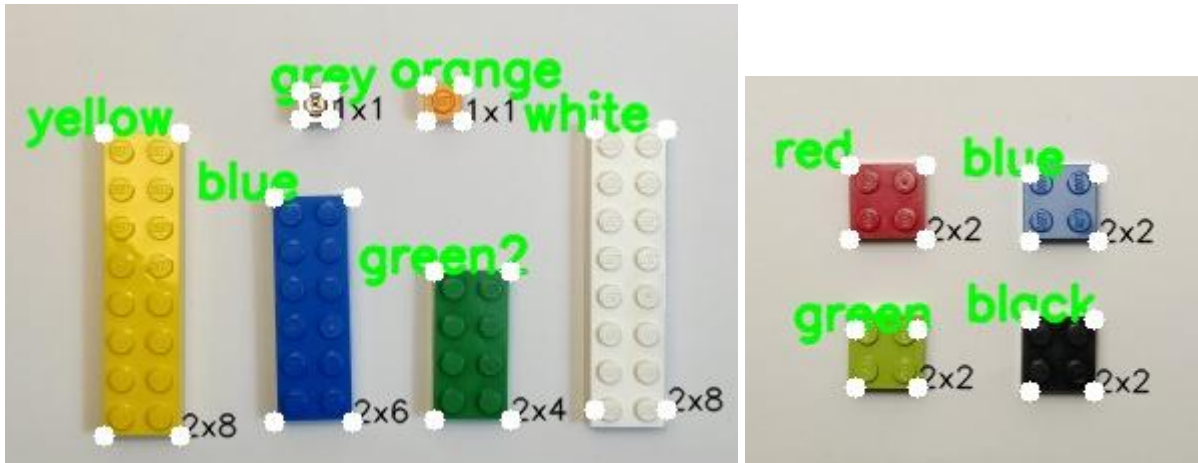 grey orange
1x1 1x1
yellow white
blue
green2
2x8 2x6 2x4 2x8
red blue
2x2 2x2
green black
2x2 2x2